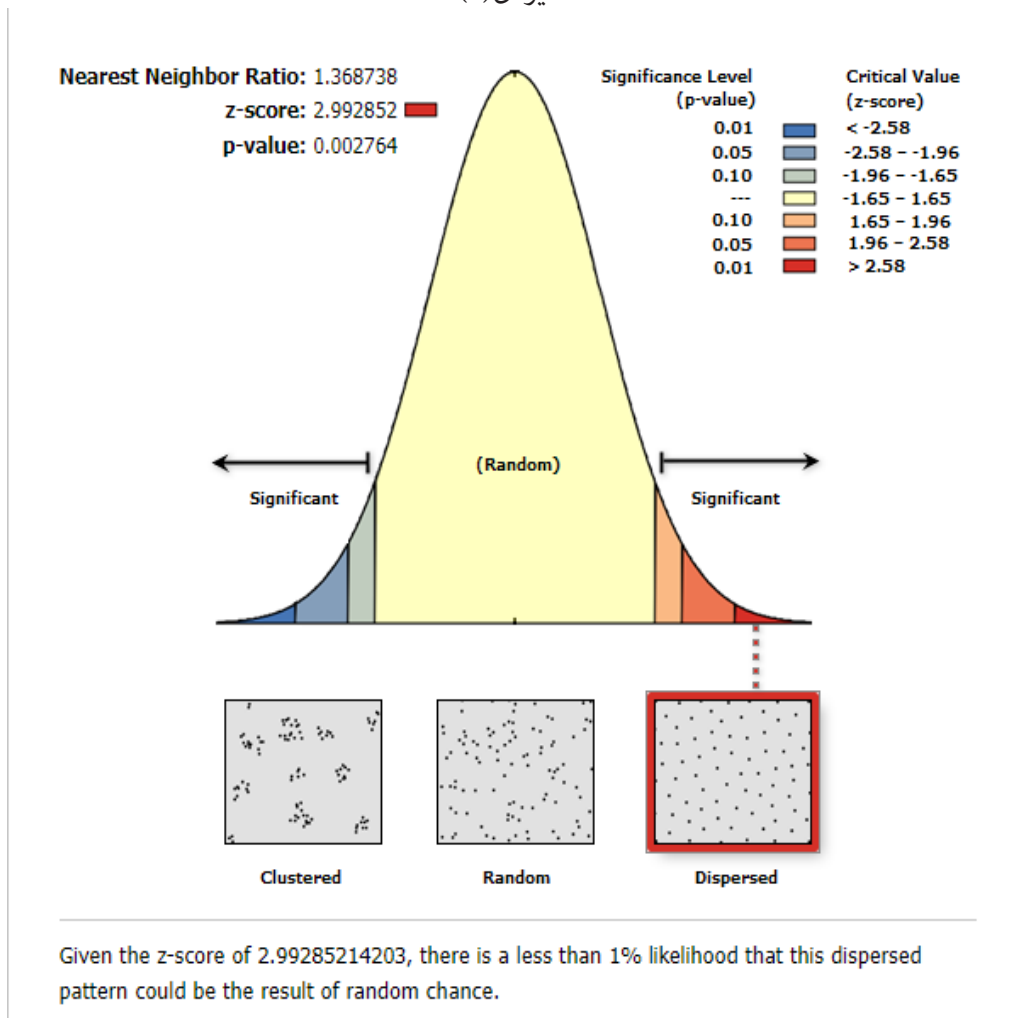 Nearest Neighbor Ratio: 1.368738
z-score: 2.992852
p-value: 0.002764
Significance Level Critical Value
(p-value) (z-score)
0.01 < -2.58
0.05 -2.58 – -1.96
0.10 -1.96 – -1.65
--- -1.65 – 1.65
0.10 1.65 – 1.96
0.05 1.96 – 2.58
0.01 > 2.58
(Random)
Significant Significant
Clustered Random Dispersed
Given the z-score of 2.99285214203, there is a less than 1% likelihood that this dispersed
pattern could be the result of random chance.